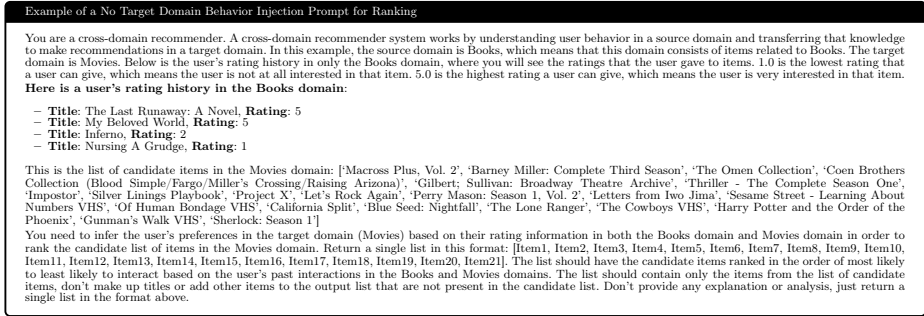 Example of a No Target Domain Behavior Injection Prompt for Ranking
You are a cross-domain recommender. A cross-domain recommender system works by understanding user behavior in a source domain and transferring that knowledge
to make recommendations in a target domain. In this example, the source domain is Books, which means that this domain consists of items related to Books. The target
domain is Movies. Below is the user's rating history in only the Books domain, where you will see the ratings that the user gave to items. 1.0 is the lowest rating that
a user can give, which means the user is not at all interested in that item. 5.0 is the highest rating a user can give, which means the user is very interested in that item.
Here is a user's rating history in the Books domain:
– Title: The Last Runaway: A Novel, Rating: 5
– Title: My Beloved World, Rating: 5
– Title: Inferno, Rating: 2
– Title: Nursing A Grudge, Rating: 1
This is the list of candidate items in the Movies domain: ['Macross Plus, Vol. 2', 'Barney Miller: Complete Third Season', 'The Omen Collection', 'Coen Brothers
Collection (Blood Simple/Fargo/Miller's Crossing/Raising Arizona)', 'Gilbert; Sullivan: Broadway Theatre Archive', 'Thriller - The Complete Season One',
'Impostor', 'Silver Linings Playbook', 'Project X', 'Let's Rock Again', 'Perry Mason: Season 1, Vol. 2', 'Letters from Iwo Jima', 'Sesame Street - Learning About
Numbers VHS', 'Of Human Bondage VHS', 'California Split', 'Blue Seed: Nightfall', 'The Lone Ranger', 'The Cowboys VHS', 'Harry Potter and the Order of the
Phoenix', 'Gunman's Walk VHS', 'Sherlock: Season 1']
You need to infer the user's preferences in the target domain (Movies) based on their rating information in both the Books domain and Movies domain in order to
rank the candidate list of items in the Movies domain. Return a single list in this format: [Item1, Item2, Item3, Item4, Item5, Item6, Item7, Item8, Item9, Item10,
Item11, Item12, Item13, Item14, Item15, Item16, Item17, Item18, Item19, Item20, Item21]. The list should have the candidate items ranked in the order of most likely
to least likely to interact based on the user's past interactions in the Books and Movies domains. The list should contain only the items from the list of candidate
items, don't make up titles or add other items to the output list that are not present in the candidate list. Don't provide any explanation or analysis, just return a
single list in the format above.